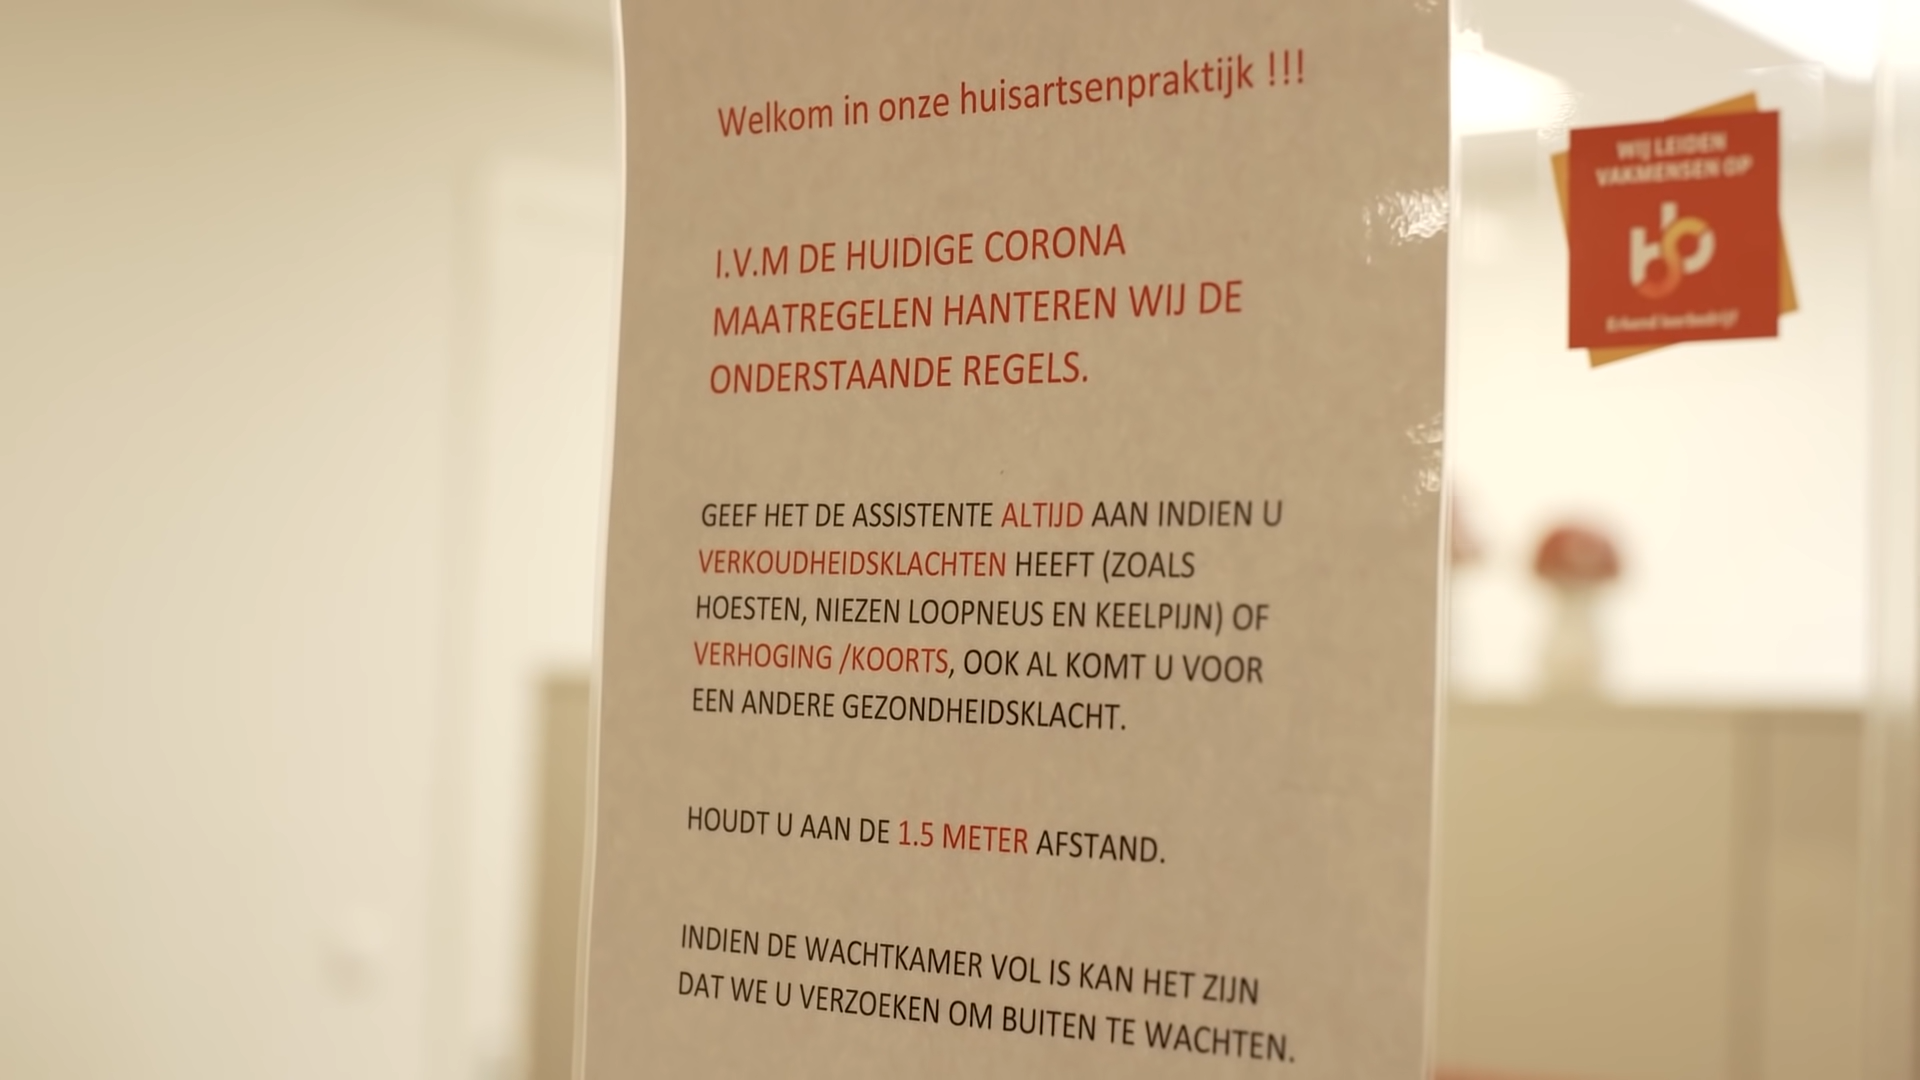 Welkom in onze huisartsenpraktijk !!!
I.V.M DE HUIDIGE CORONA
MAATREGELEN HANTEREN WIJ DE
ONDERSTAANDE REGELS.
GEEF HET DE ASSISTENTE ALTIJD AAN INDIEN U
VERKOUDHEIDSKLACHTEN HEEFT (ZOALS
HOESTEN, NIEZEN LOOPNEUS EN KEELPIJN) OF
VERHOGING /KOORTS, OOK AL KOMT U VOOR
EEN ANDERE GEZONDHEIDSKLACHT.
HOUDT U AAN DE 1.5 METER AFSTAND.
INDIEN DE WACHTKAMER VOL IS KAN HET ZIJN
DAT WE U VERZOEKEN OM BUITEN TE WACHTEN.
WIJ LEIDEN
VAKMENSEN OP
Erkend leerbedrijf